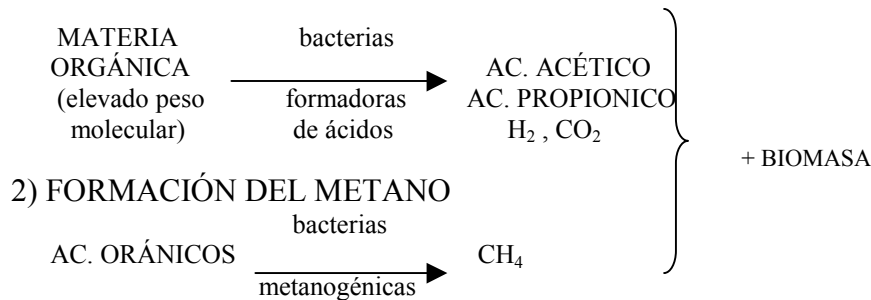 MATERIA bacterias
ORGÁNICA AC. ACÉTICO
(elevado peso formadoras AC. PROPIONICO
molecular) de ácidos H₂ , CO₂
+ BIOMASA
2) FORMACIÓN DEL METANO
bacterias
AC. ORÁNICOS CH₄
metanogénicas